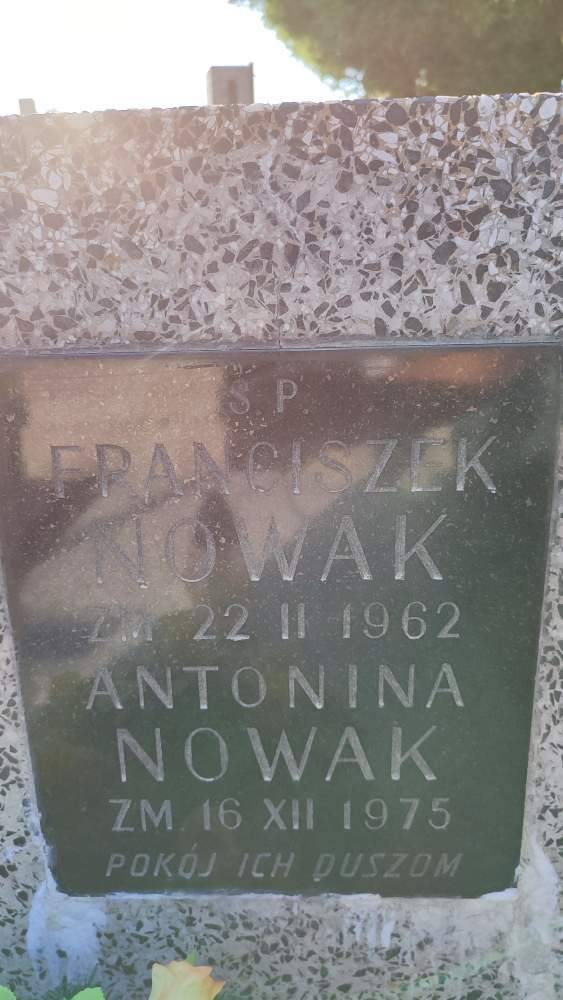 S P
FRANCISZEK
NOWAK
ZM 22 II 1962
ANTONINA
NOWAK
ZM. 16 XII 1975
POKÓJ ICH DUSZOM